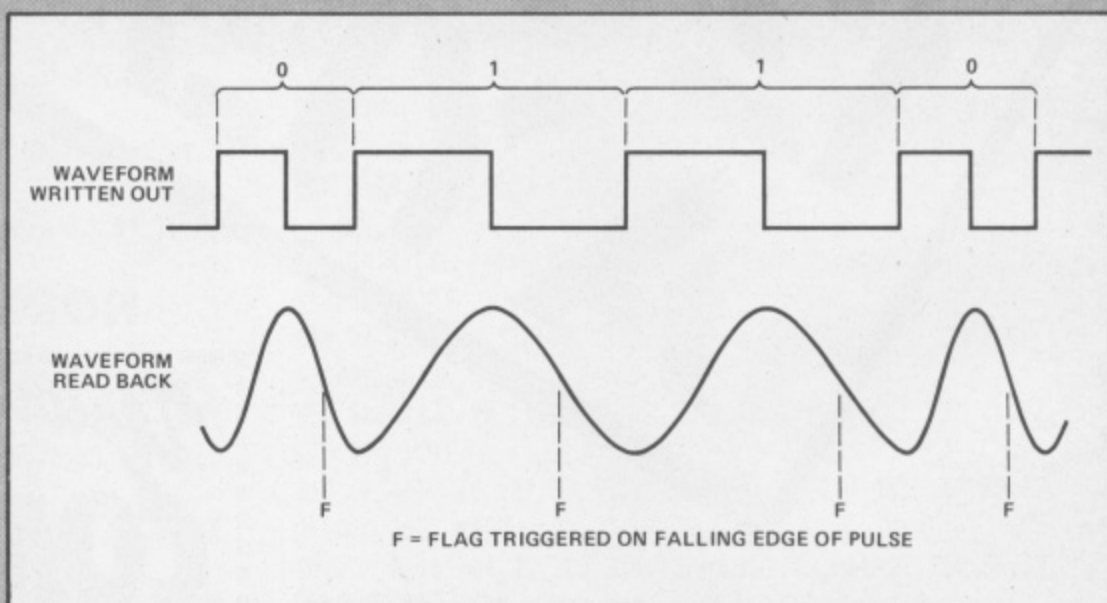 0 1 1 0
WAVEFORM
WRITTEN OUT
WAVEFORM
READ BACK
F F F F
F = FLAG TRIGGERED ON FALLING EDGE OF PULSE